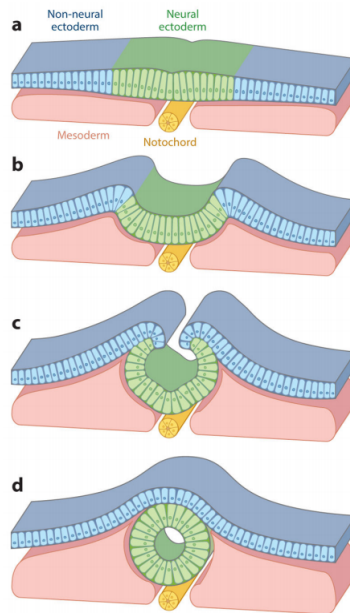 Non-neural
ectoderm
Neural
ectoderm
a
Mesoderm
Notochord
b
c
d